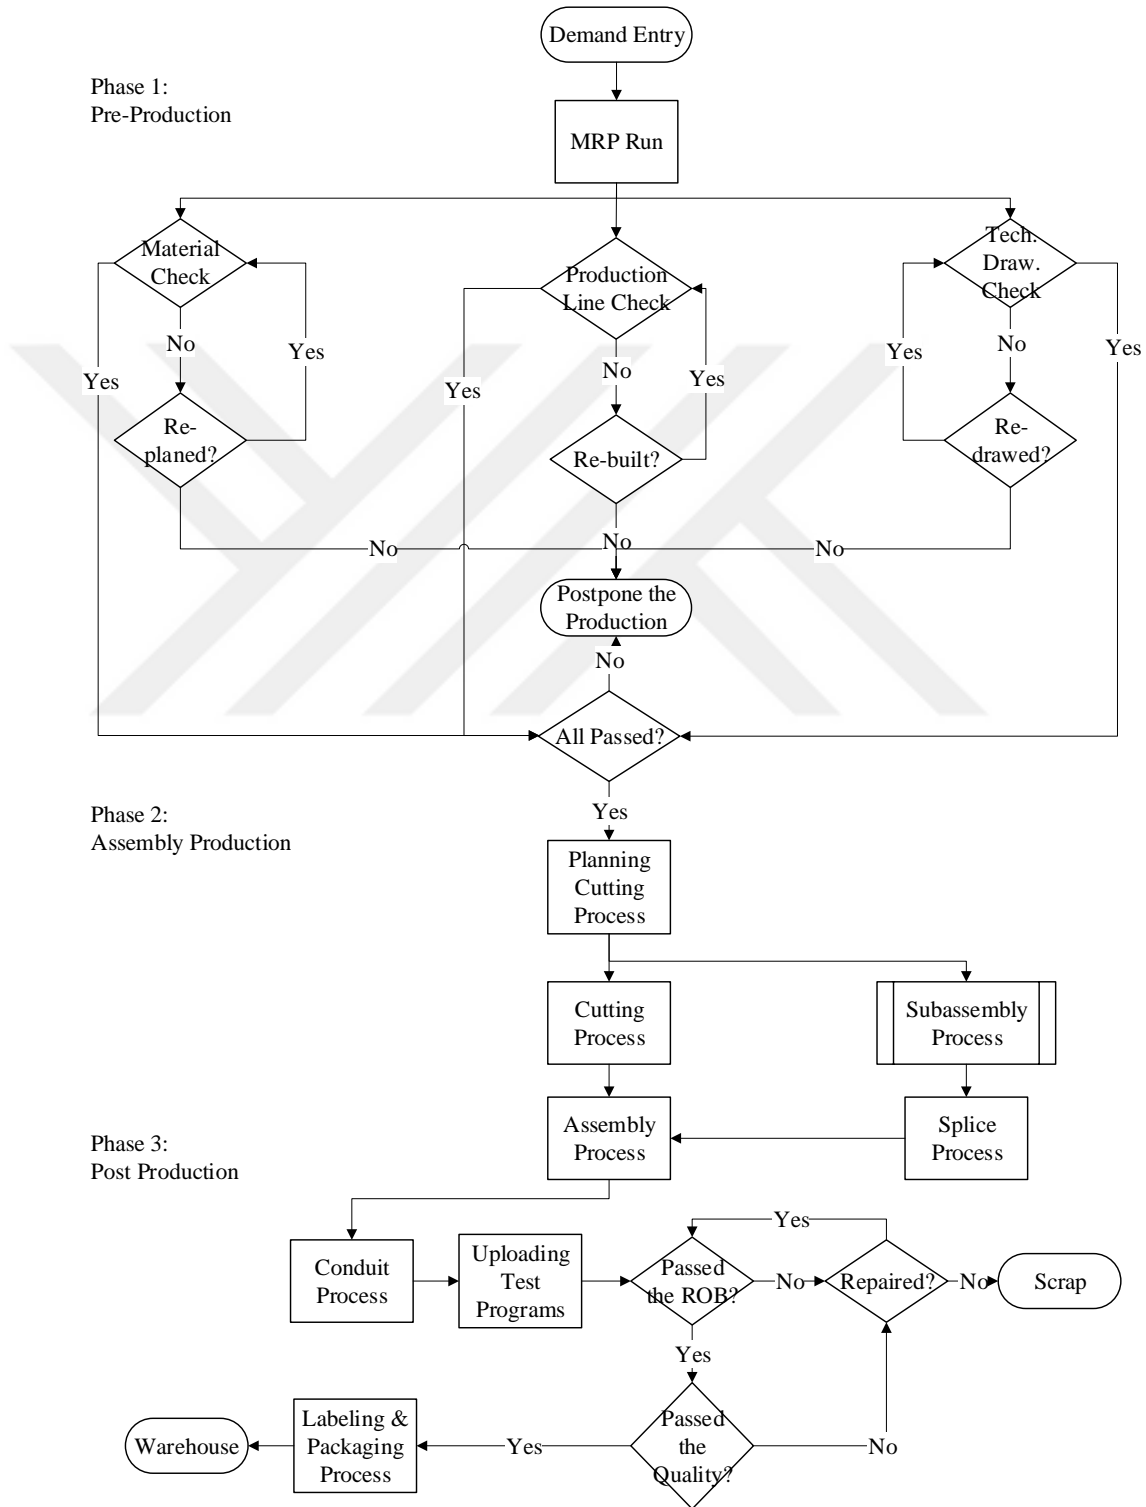 Demand Entry
Phase 1:
Pre-Production
MRP Run
Material
Check
Production
Line Check
Tech.
Draw.
Check
No
Yes
No
Yes
Yes
No
Yes
Yes
Yes
Re-
planed?
Re-built?
Re-
drawed?
No
No
No
Postpone the
Production
No
All Passed?
Yes
Phase 2:
Assembly Production
Planning
Cutting
Process
Cutting
Process
Subassembly
Process
Assembly
Process
Splice
Process
Phase 3:
Post Production
Yes
Conduit
Process
Uploading
Test
Programs
Passed
the ROB?
No
Repaired?
No
Scrap
Yes
Warehouse
Labeling &
Packaging
Process
Yes
Passed
the
Quality?
No